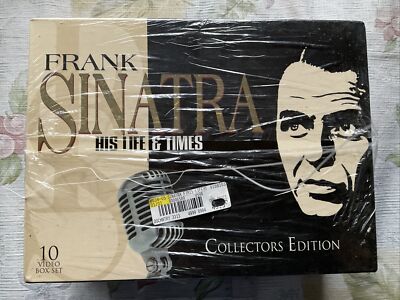 FRANK
SINATRA
HIS LIFE & TIMES
COLLECTORS EDITION
10
VIDEO
BOX SET